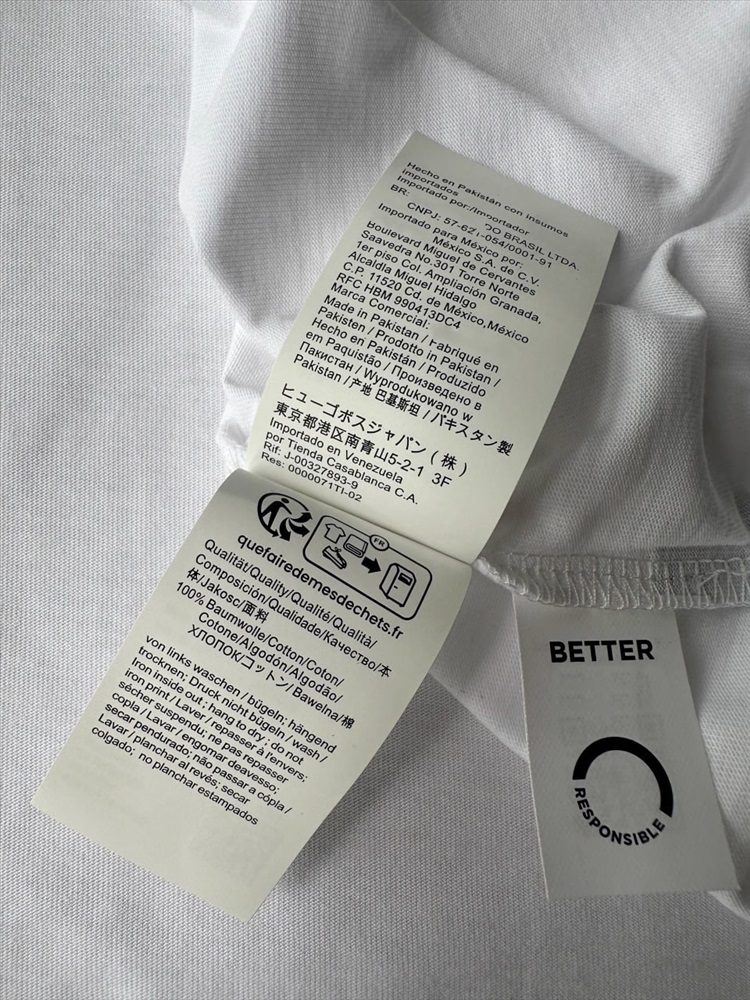 Hecho en Pakistán con insumos
importados
Importado por:/Importador
BR:
DO BRASIL LTDA.
CNPJ: 57-621-054/0001-91
Importado para México por:
México S.A. de C.V.
Boulevard Miguel de Cervantes
Saavedra No.301 Torre Norte
1er piso Col. Ampliación Granada,
Alcaldia Miguel Hidalgo
C.P. 11520 Cd. de México,México
RFC HBM 990413DC4
Marca Comercial:
Made in Pakistan / Fabriqué en
Pakisten / Prodotto in Pakistan /
Hecho en Pakistán / Produzido
em Paquistão / Произведено в
Пакистан / Wyprodukowano w
Pakistan / 产地 巴基斯坦 / パキスタン製
ヒューゴボスジャパン(株)
東京都港区南青山5-2-1 3F
Importado en Venezuela
por Tienda Casablanca C.A.
Rif: J-00327893-9
Res: 0000071TI-02
FR
quefairedemesdechets.fr
Qualität/Quality/Qualité/Qualità/
Composición/Qualidade/Качество/本
体/Jakosc/面料
100% Baumwolle/Cotton/Coton/
Cotone/Algodón/Algodão/
ХЛОПОК/コットン/Bawelna/棉
von links waschen / bügeln; hängend
trocknen; Druck nicht bügeln / wash /
Iron inside out ; hang to dry ; do not
iron print / Laver / repasser à l'envers;
sécher suspendu; ne pas repasser
copla / Lavar / engomar deavesso;
secar pendurado; não passar a cópia /
Lavar / planchar al revés; secar
colgado; no planchar estampados
BETTER
RESPONSIBLE